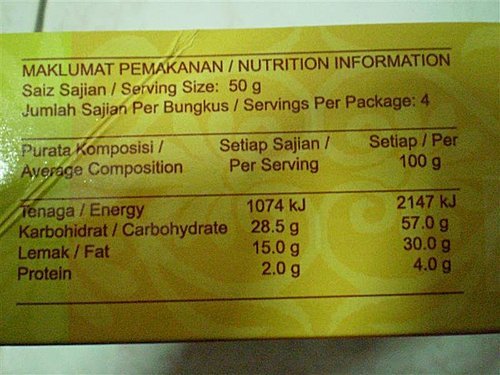 MAKLUMAT PEMAKANAN / NUTRITION INFORMATION
Saiz Sajian / Serving Size: 50 g
Jumlah Sajian Per Bungkus / Servings Per Package: 4
Purata Komposisi / Setiap Sajian / Setiap / Per
Average Composition Per Serving 100 g
Tenaga / Energy 1074 kJ 2147 kJ
Karbohidrat / Carbohydrate 28.5 g 57.0 g
Lemak / Fat 15.0 g 30.0 g
Protein 2.0 g 4.0 g